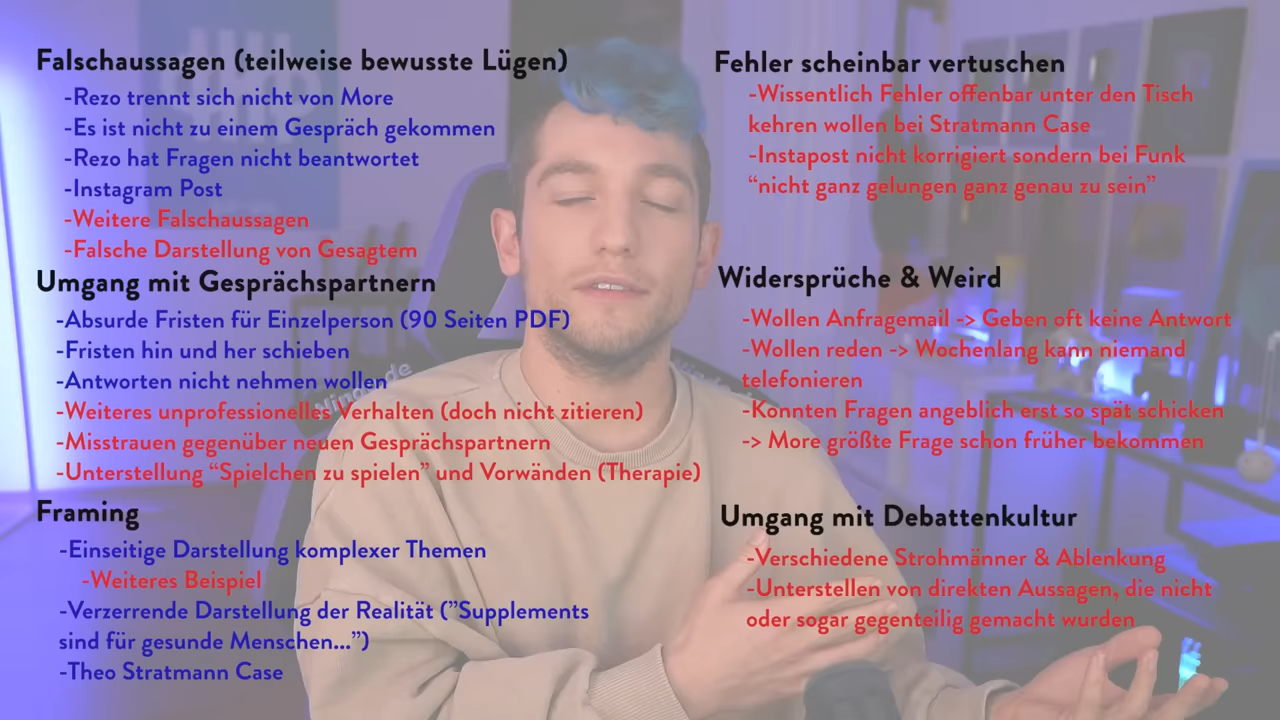 Falschaussagen (teilweise bewusste Lügen)
-Rezo trennt sich nicht von More
-Es ist nicht zu einem Gespräch gekommen
-Rezo hat Fragen nicht beantwortet
-Instagram Post
-Weitere Falschaussagen
-Falsche Darstellung von Gesagtem
Umgang mit Gesprächspartnern
-Absurde Fristen für Einzelperson (90 Seiten PDF)
-Fristen hin und her schieben
-Antworten nicht nehmen wollen
-Weiteres unprofessionelles Verhalten (doch nicht zitieren)
-Misstrauen gegenüber neuen Gesprächspartnern
-Unterstellung “Spielchen zu spielen” und Vorwänden (Therapie)
Framing
-Einseitige Darstellung komplexer Themen
-Weiteres Beispiel
-Verzerrende Darstellung der Realität (”Supplements
sind für gesunde Menschen...”)
-Theo Stratmann Case
Fehler scheinbar vertuschen
-Wissentlich Fehler offenbar unter den Tisch
kehren wollen bei Stratmann Case
-Instapost nicht korrigiert sondern bei Funk
“nicht ganz gelungen ganz genau zu sein”
Widersprüche & Weird
-Wollen Anfragemail -> Geben oft keine Antwort
-Wollen reden -> Wochenlang kann niemand
telefonieren
-Konnten Fragen angeblich erst so spät schicken
-> More größte Frage schon früher bekommen
Umgang mit Debattenkultur
-Verschiedene Strohmänner & Ablenkung
-Unterstellen von direkten Aussagen, die nicht
oder sogar gegenteilig gemacht wurden